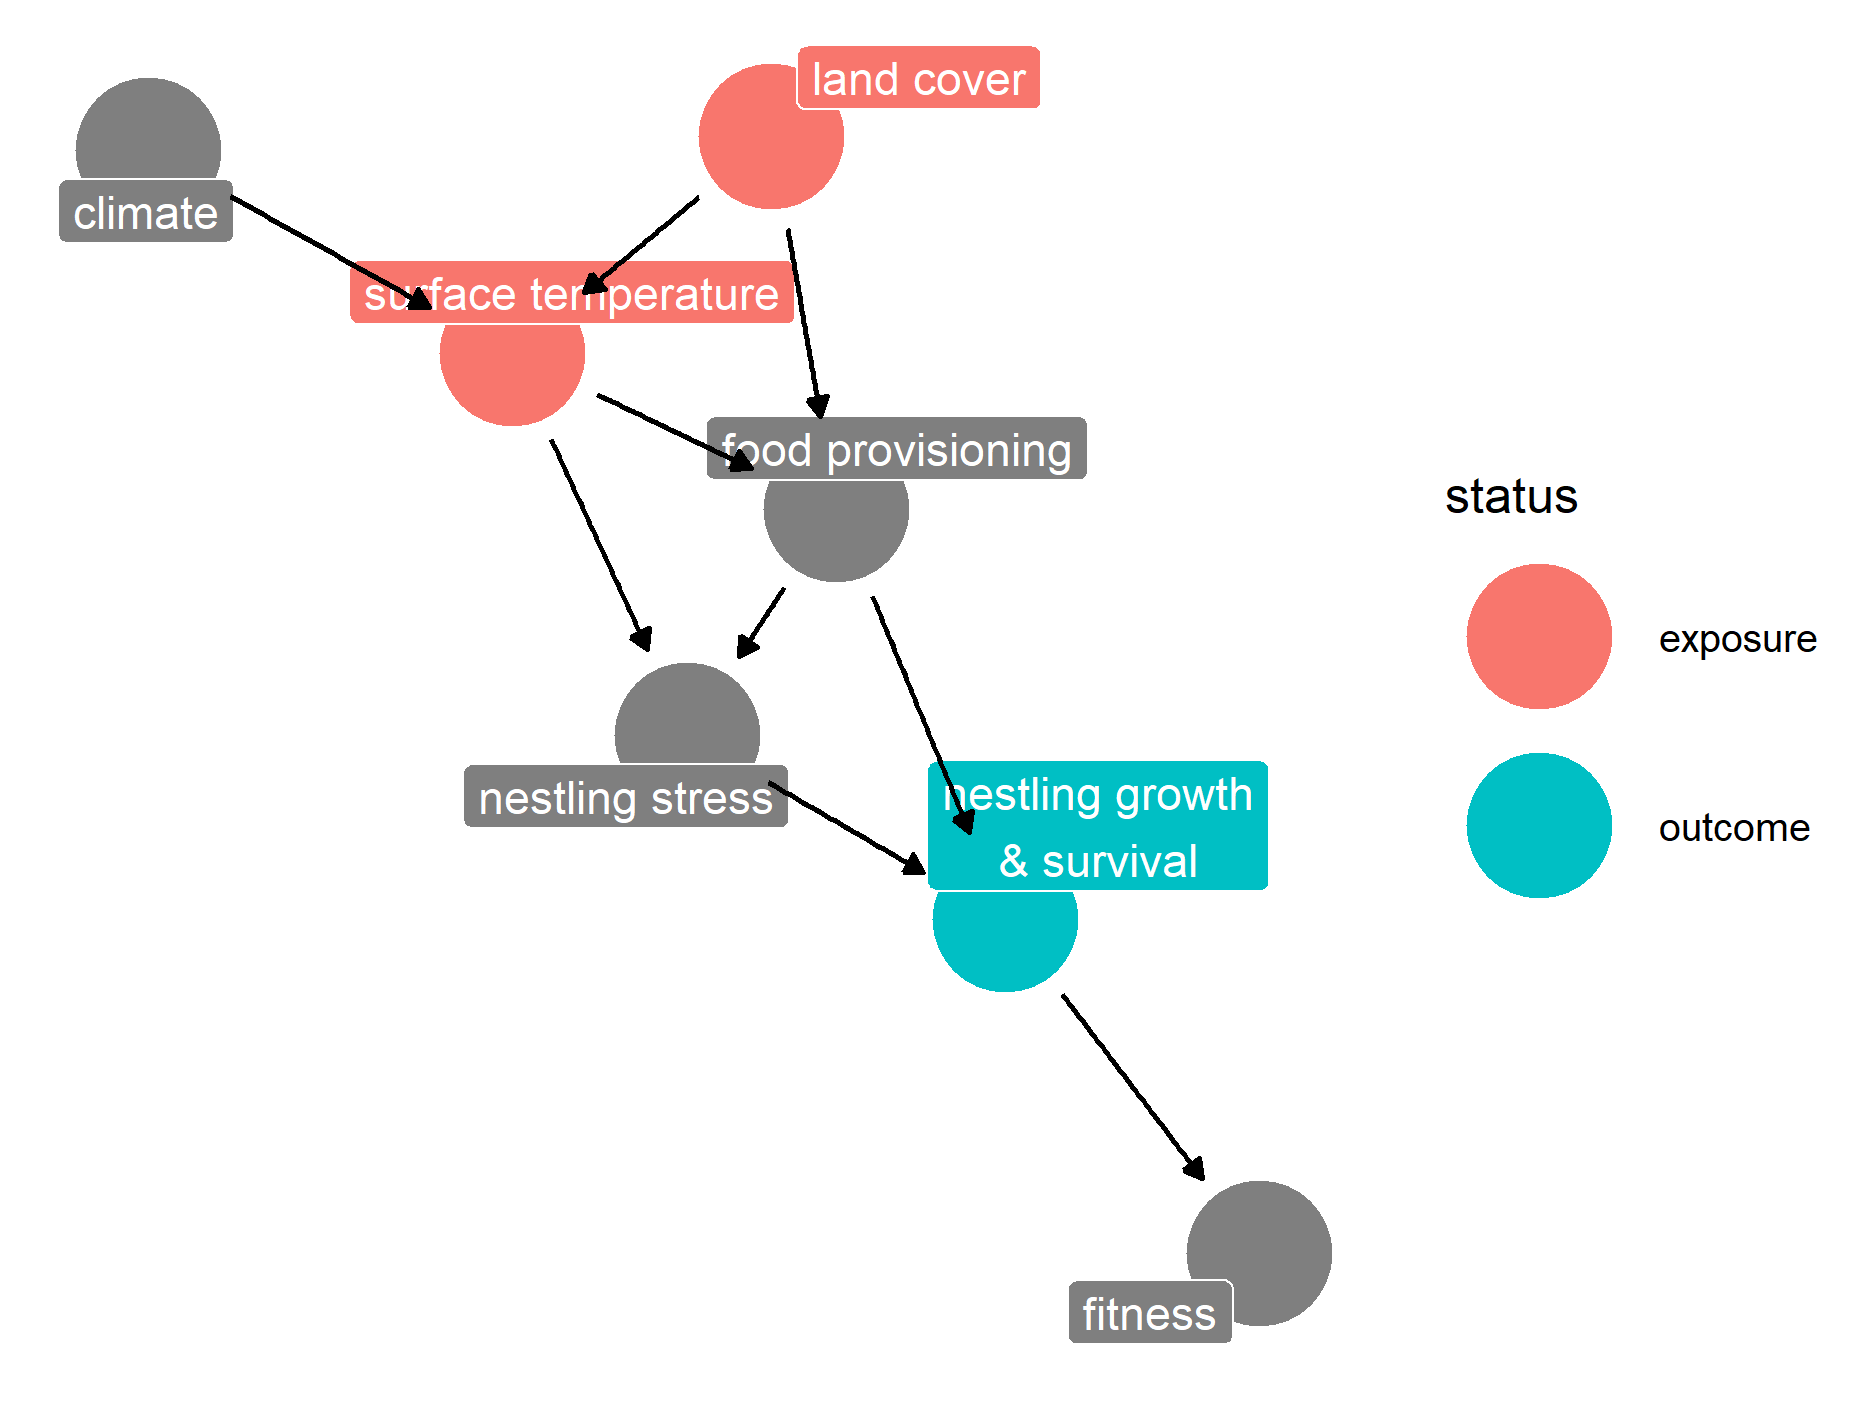 land cover
climate
surface temperature
food provisioning
status
exposure
nestling stress
nestling growth
& survival
outcome
fitness